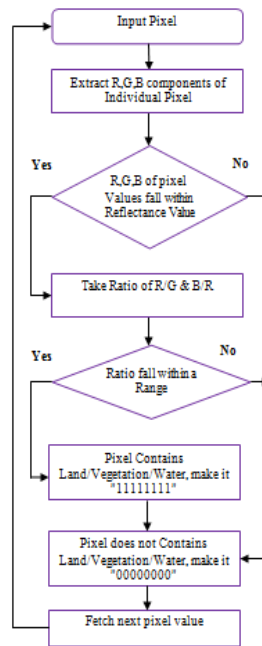 Input Pixel
Extract R,G,B components of
Individual Pixel
Yes
No
R,G,B of pixel
Values fall within
Reflectance Value
Take Ratio of R/G & B/R
Yes
No
Ratio fall within a
Range
Pixel Contains
Land/Vegetation/Water, make it
"11111111"
Pixel does not Contains
Land/Vegetation/Water, make it
"00000000"
Fetch next pixel value